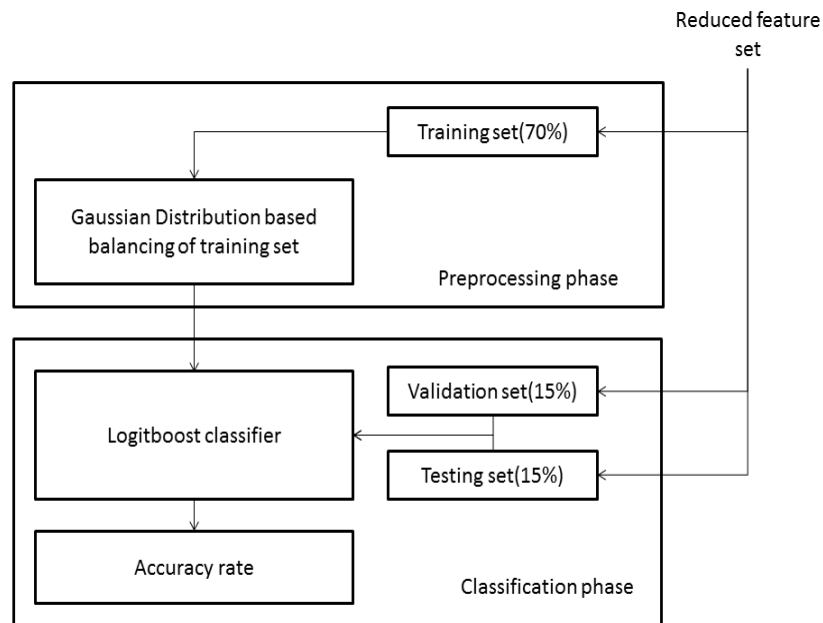 Reduced feature
set
Training set(70%)
Gaussian Distribution based
balancing of training set
Preprocessing phase
Validation set(15%)
Logitboost classifier
Testing set(15%)
Accuracy rate
Classification phase